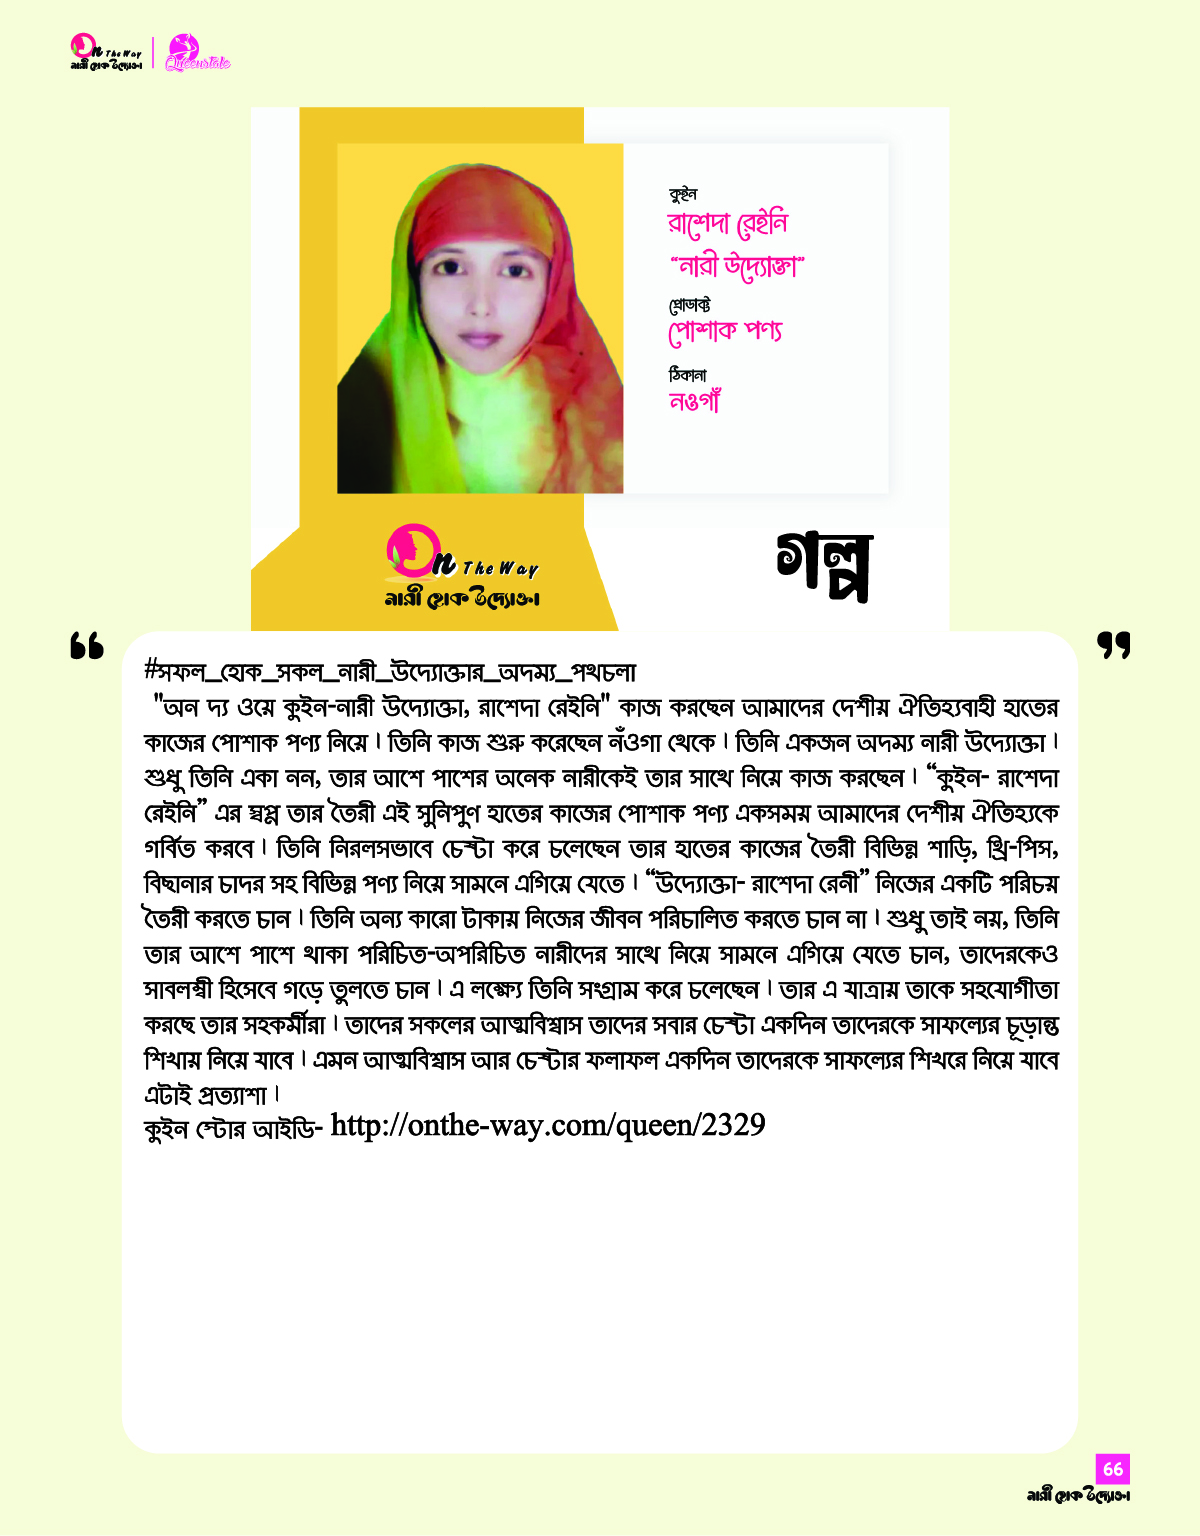 On The Way
নারী হোক উদ্যোক্তা
Queenstale
কুইন
রাশেদা রেইনি
“নারী উদ্যোক্তা”
প্রোডাক্ট
পোশাক পণ্য
ঠিকানা
নওগাঁ
On The Way
নারী হোক উদ্যোক্তা
গল্প
#সফল_হোক_সকল_নারী_উদ্যোক্তার_অদম্য_পথচলা
"অন দ্য ওয়ে কুইন-নারী উদ্যোক্তা, রাশেদা রেইনি" কাজ করছেন আমাদের দেশীয় ঐতিহ্যবাহী হাতের
কাজের পোশাক পণ্য নিয়ে। তিনি কাজ শুরু করেছেন নঁওগা থেকে। তিনি একজন অদম্য নারী উদ্যোক্তা।
শুধু তিনি একা নন, তার আশে পাশের অনেক নারীকেই তার সাথে নিয়ে কাজ করছেন। “কুইন- রাশেদা
রেইনি” এর স্বপ্ন তার তৈরী এই সুনিপুণ হাতের কাজের পোশাক পণ্য একসময় আমাদের দেশীয় ঐতিহ্যকে
গর্বিত করবে। তিনি নিরলসভাবে চেস্টা করে চলেছেন তার হাতের কাজের তৈরী বিভিন্ন শাড়ি, থ্রি-পিস,
বিছানার চাদর সহ বিভিন্ন পণ্য নিয়ে সামনে এগিয়ে যেতে। “উদ্যোক্তা- রাশেদা রেনী” নিজের একটি পরিচয়
তৈরী করতে চান। তিনি অন্য কারো টাকায় নিজের জীবন পরিচালিত করতে চান না। শুধু তাই নয়, তিনি
তার আশে পাশে থাকা পরিচিত-অপরিচিত নারীদের সাথে নিয়ে সামনে এগিয়ে যেতে চান, তাদেরকেও
সাবলম্বী হিসেবে গড়ে তুলতে চান। এ লক্ষ্যে তিনি সংগ্রাম করে চলেছেন। তার এ যাত্রায় তাকে সহযোগীতা
করছে তার সহকর্মীরা। তাদের সকলের আত্মবিশ্বাস তাদের সবার চেস্টা একদিন তাদেরকে সাফল্যের চূড়ান্ত
শিখায় নিয়ে যাবে। এমন আত্মবিশ্বাস আর চেস্টার ফলাফল একদিন তাদেরকে সাফল্যের শিখরে নিয়ে যাবে
এটাই প্রত্যাশা।
কুইন স্টোর আইডি- http://onthe-way.com/queen/2329
66
নারী হোক উদ্যোক্তা